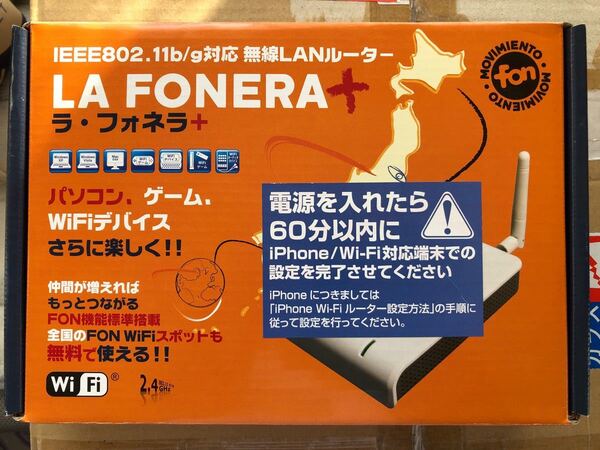 IEEE802.11b/g対応 無線LANルーター
LA FONERA+
ラ・フォネラ+
MOVIMIENTO・MOVIMIENTO・
fon
パソコン、ゲーム、
WiFiデバイス
さらに楽しく!!
仲間が増えれば
もっとつながる
FON機能標準搭載
全国のFON WiFiスポットも
無料で使える!!
Wi Fi ®
2.4 GHz
電源を入れたら
60分以内に
iPhone/Wi-Fi対応端末での
設定を完了させてください
iPhoneにつきましては
「iPhone Wi-Fi ルーター設定方法」の手順に
従って設定を行ってください。